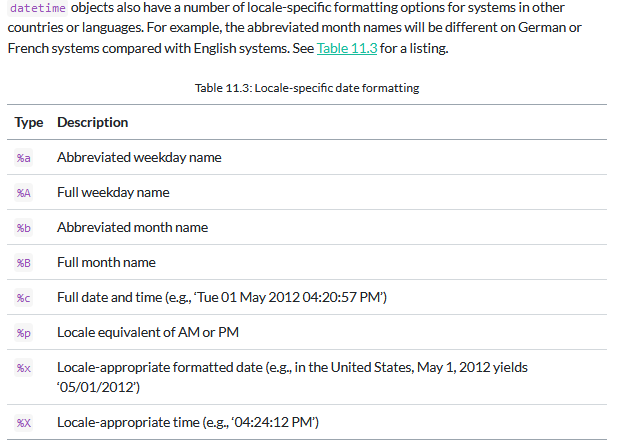 datetime objects also have a number of locale-specific formatting options for systems in other
countries or languages. For example, the abbreviated month names will be different on German or
French systems compared with English systems. See Table 11.3 for a listing.
Table 11.3: Locale-specific date formatting
Type Description
%a Abbreviated weekday name
%A Full weekday name
%b Abbreviated month name
%B Full month name
%c Full date and time (e.g., ‘Tue 01 May 2012 04:20:57 PM’)
%p Locale equivalent of AM or PM
%x Locale-appropriate formatted date (e.g., in the United States, May 1, 2012 yields
‘05/01/2012’)
%X Locale-appropriate time (e.g., ‘04:24:12 PM’)